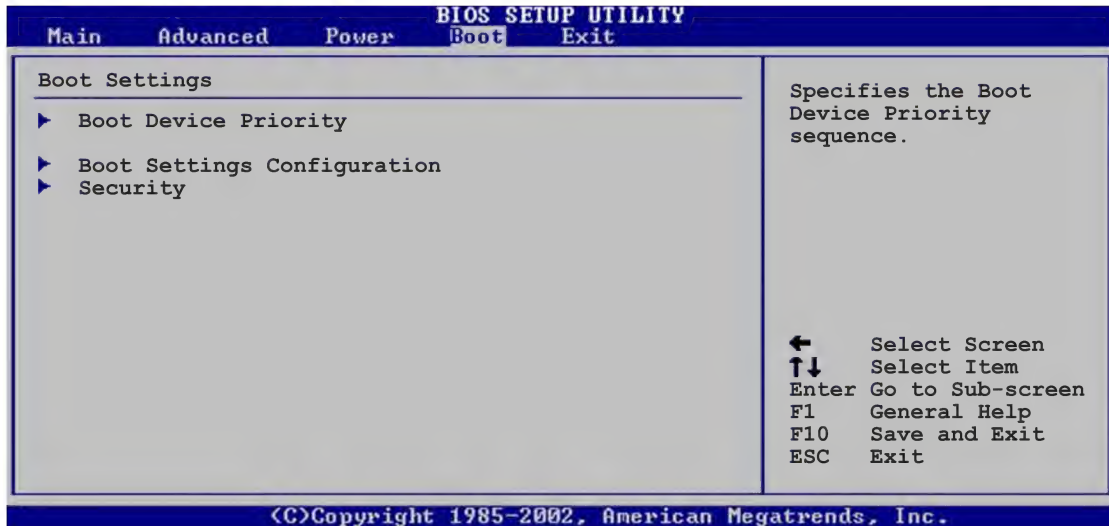 BIOS SETUP UTILITY
Main Advanced Power Boot Exit
Boot Settings
Boot Device Priority
Boot Settings Configuration
Security
Specifies the Boot
Device Priority
sequence.
← Select Screen
↑↓ Select Item
Enter Go to Sub-screen
F1 General Help
F10 Save and Exit
ESC Exit
(C)Copyright 1985-2002, American Megatrends, Inc.